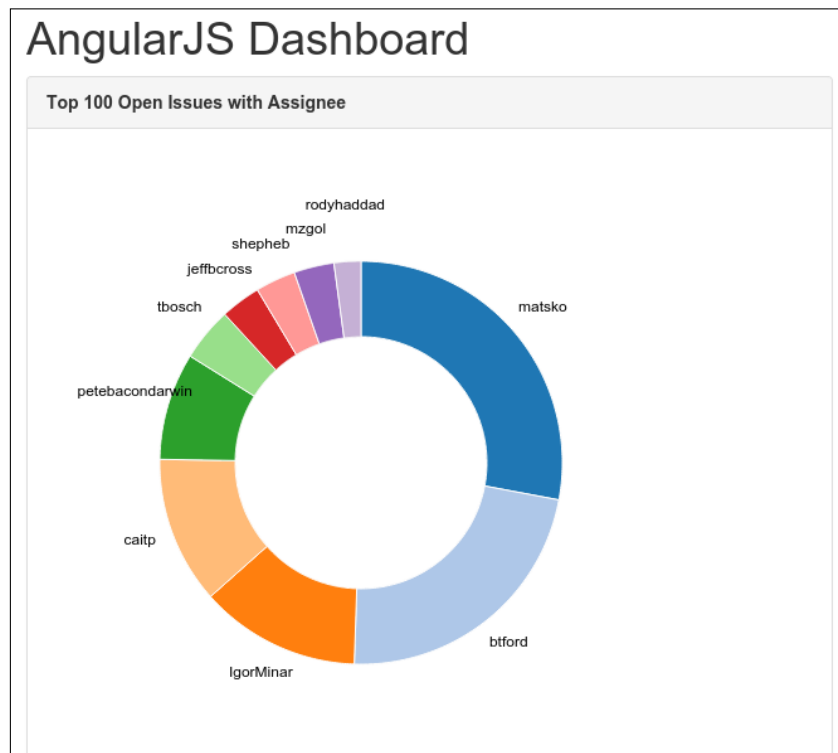 AngularJS Dashboard
Top 100 Open Issues with Assignee
rodyhaddad
mzgol
shepheb
jeffbcross
matsko
tbosch
petebacondarwin
caitp
btford
IgorMinar